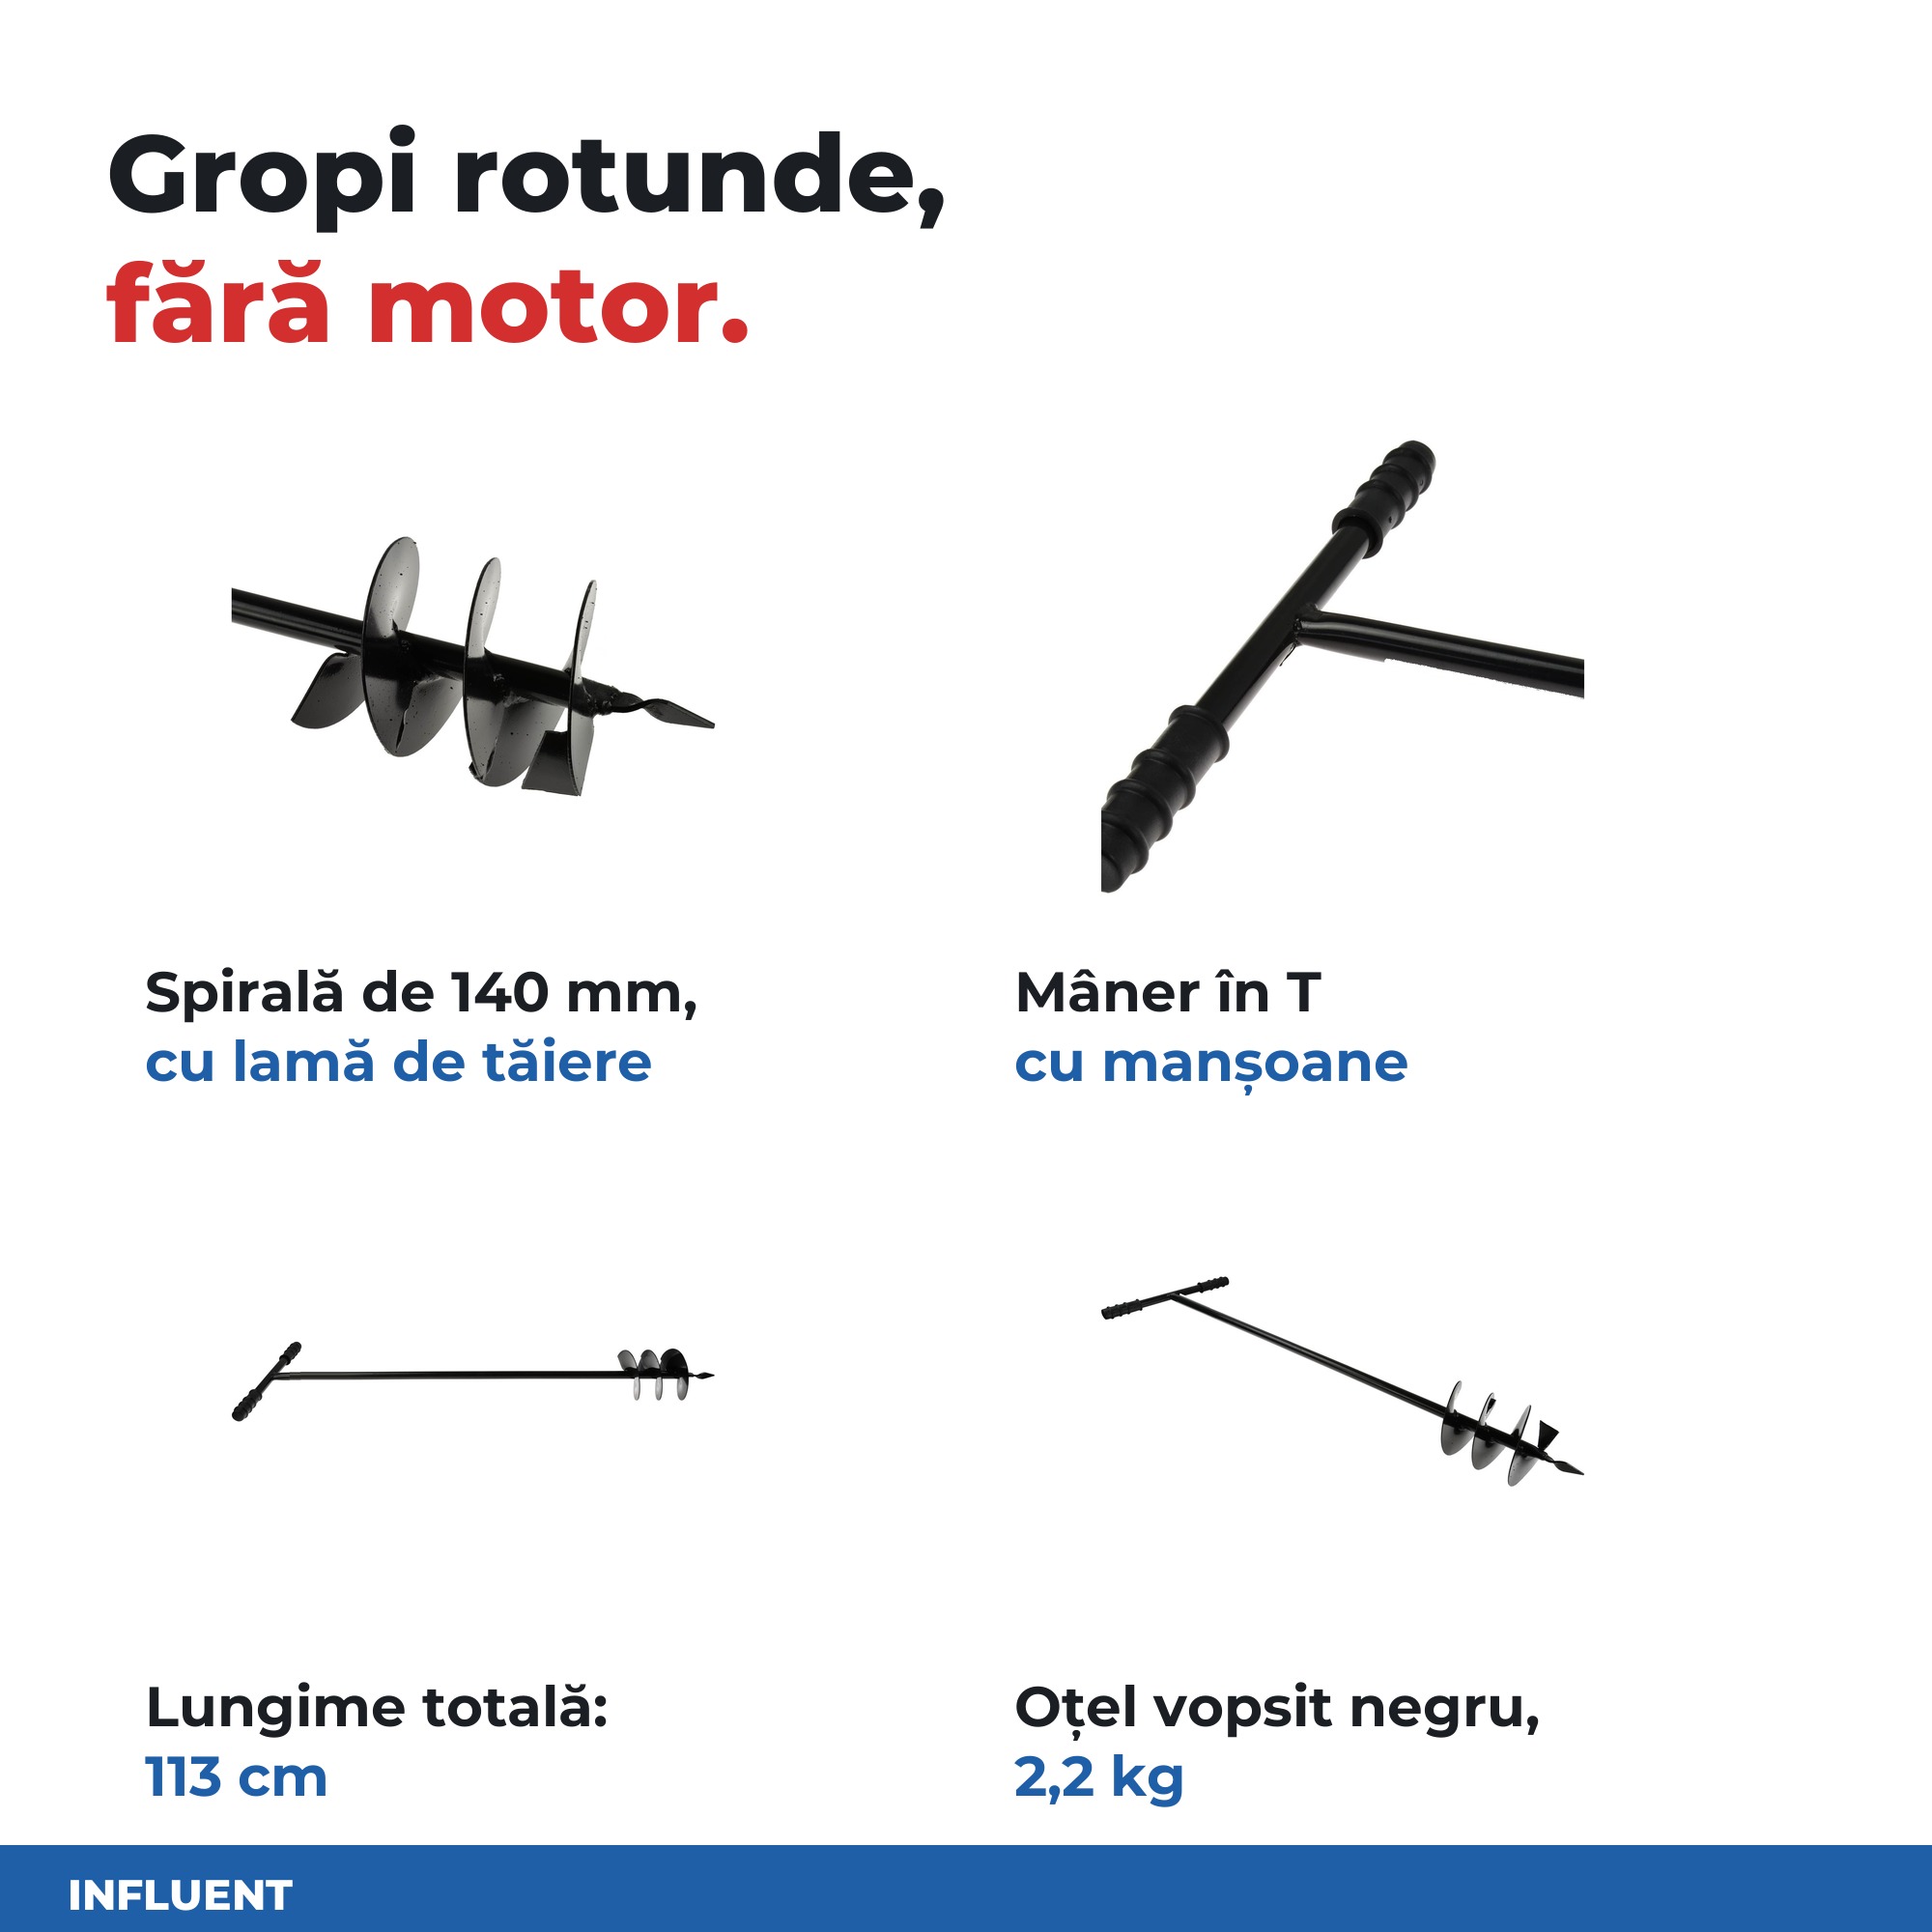 Gropi rotunde,
fără motor.
Spirală de 140 mm,
cu lamă de tăiere
Mâner în T
cu manșoane
Lungime totală:
113 cm
Oțel vopsit negru,
2,2 kg
INFLUENT